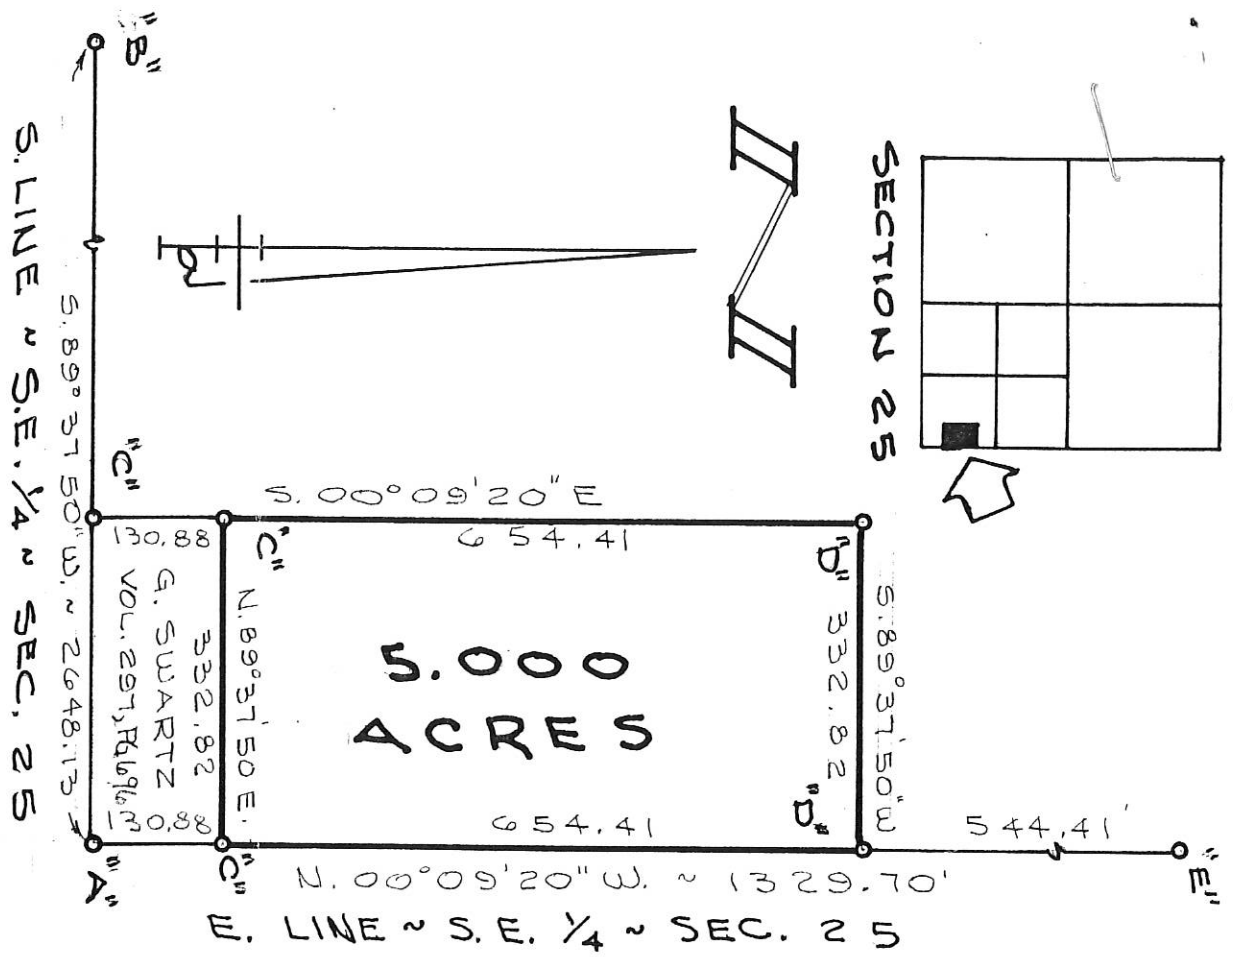 "B"
S. LINE ~ S.E. 1/4 ~ SEC. 25
S. 89° 37' 50" W. ~ 2648.13
N
SECTION 25
"C"
S. 00°09'20" E
130.88
654.41
"C"
"D"
G. SWARTZ
VOL. 297, Pg 696
332.82
N. 89°37' 50 E.
5.000
ACRES
332.82
S. 89°37' 50" W
130.88
654.41
"D"
544.41'
"A"
"C"
N. 00°09'20" W. ~ 1329.70'
"E"
E. LINE ~ S. E. 1/4 ~ SEC. 25